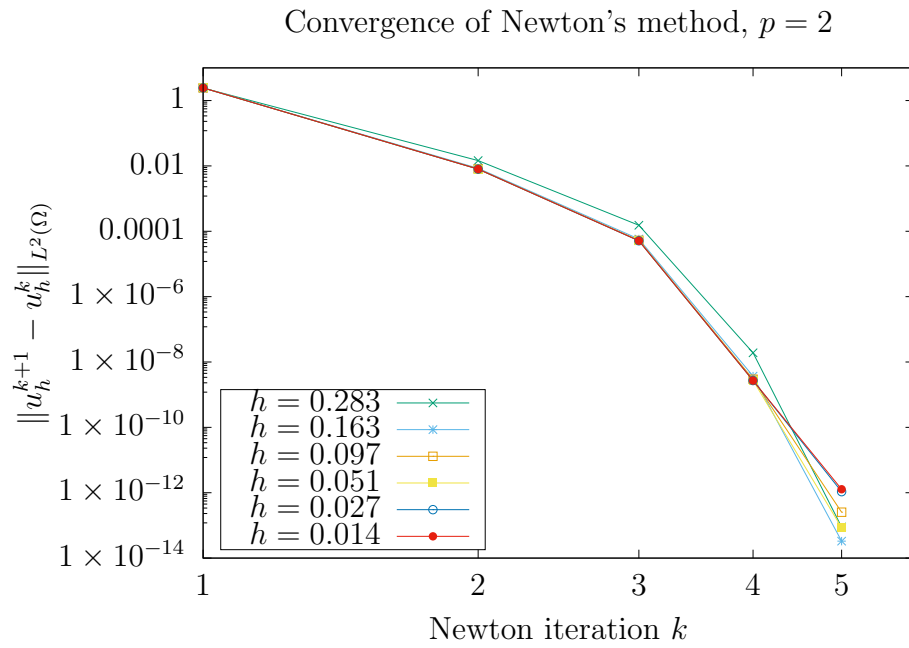 Convergence of Newton's method, p = 2
∥u_h^{k+1} − u_h^k∥_{L^2(Ω)}
1
0.01
0.0001
1 × 10^{−6}
1 × 10^{−8}
1 × 10^{−10}
1 × 10^{−12}
1 × 10^{−14}
h = 0.283
h = 0.163
h = 0.097
h = 0.051
h = 0.027
h = 0.014
1 2 3 4 5
Newton iteration k